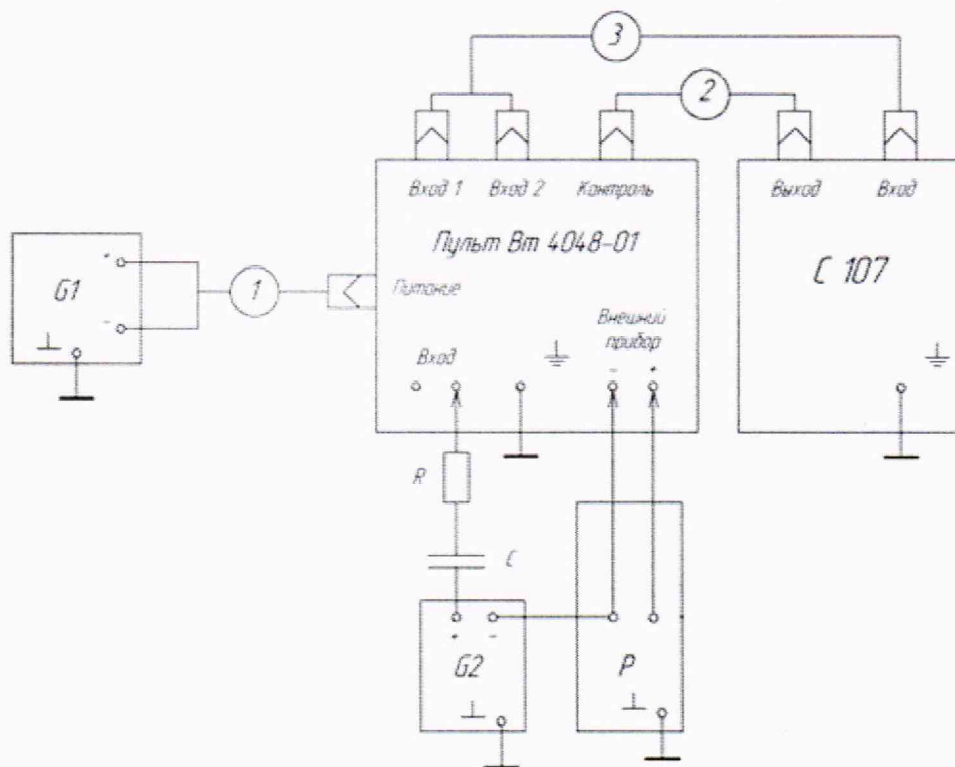 3
2
Вход 1 Вход 2 Контроль
Выход Вход
Пульт Вт 4048-01
С 107
+
G1
-
1
Питание
Внешний
прибор
- +
Вход
R
C
+ -
G2
P